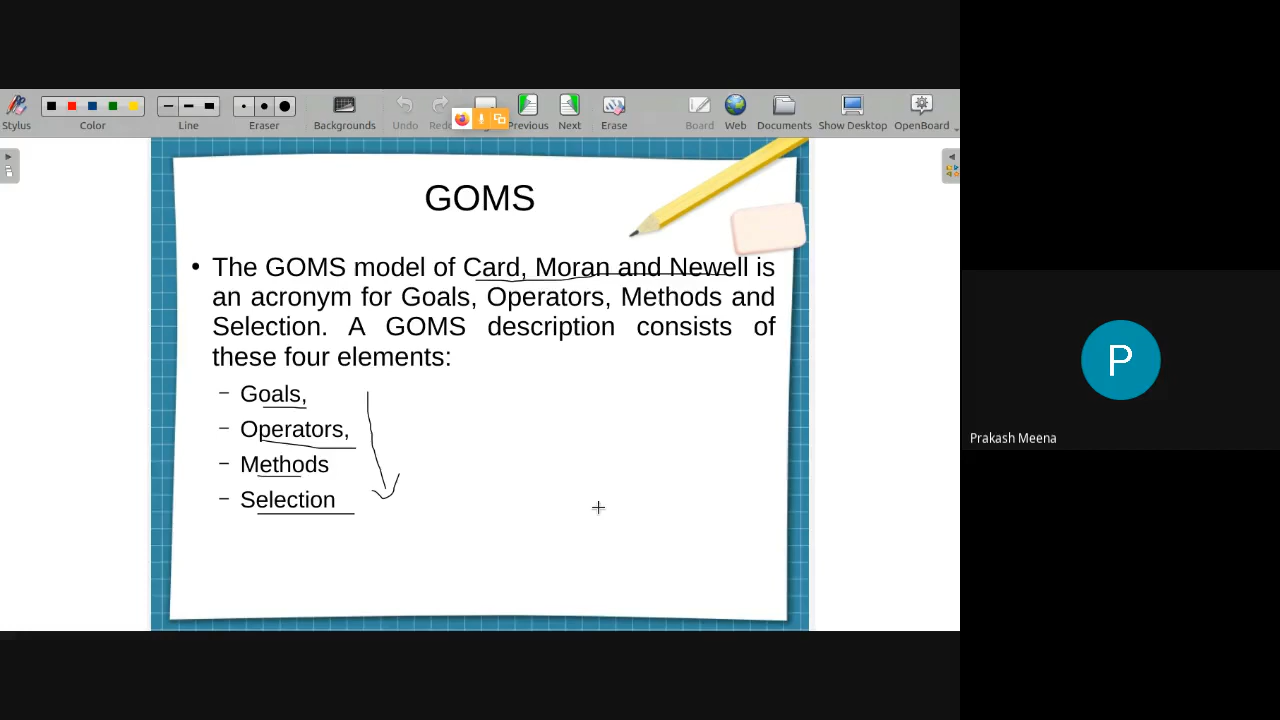 Stylus
Color
Line
Eraser
Backgrounds
Undo
Previous
Next
Erase
Board
Web
Documents
Show Desktop
OpenBoard
GOMS
• The GOMS model of Card, Moran and Newell is
an acronym for Goals, Operators, Methods and
Selection. A GOMS description consists of
these four elements:
– Goals,
– Operators,
– Methods
– Selection
P
Prakash Meena